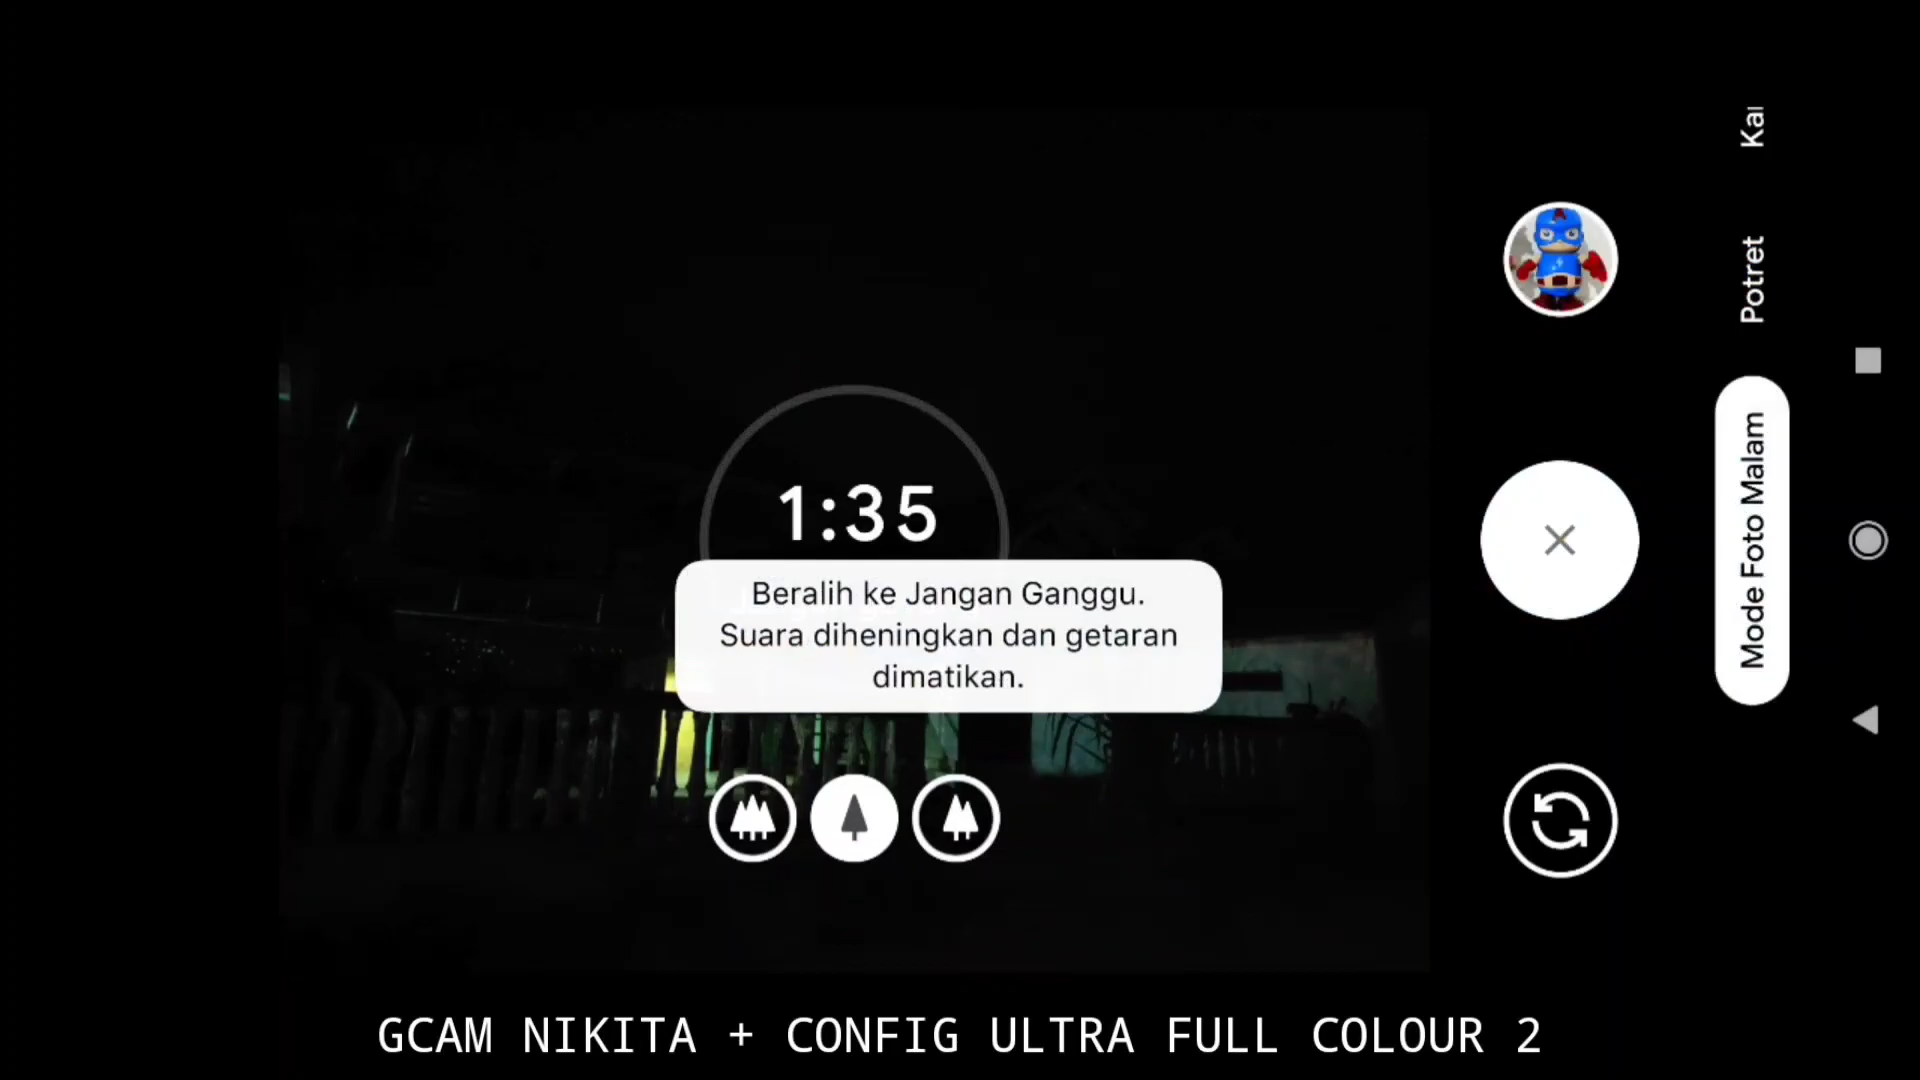 1:35
Beralih ke Jangan Ganggu.
Suara diheningkan dan getaran
dimatikan.
Potret
Mode Foto Malam
GCAM NIKITA + CONFIG ULTRA FULL COLOUR 2